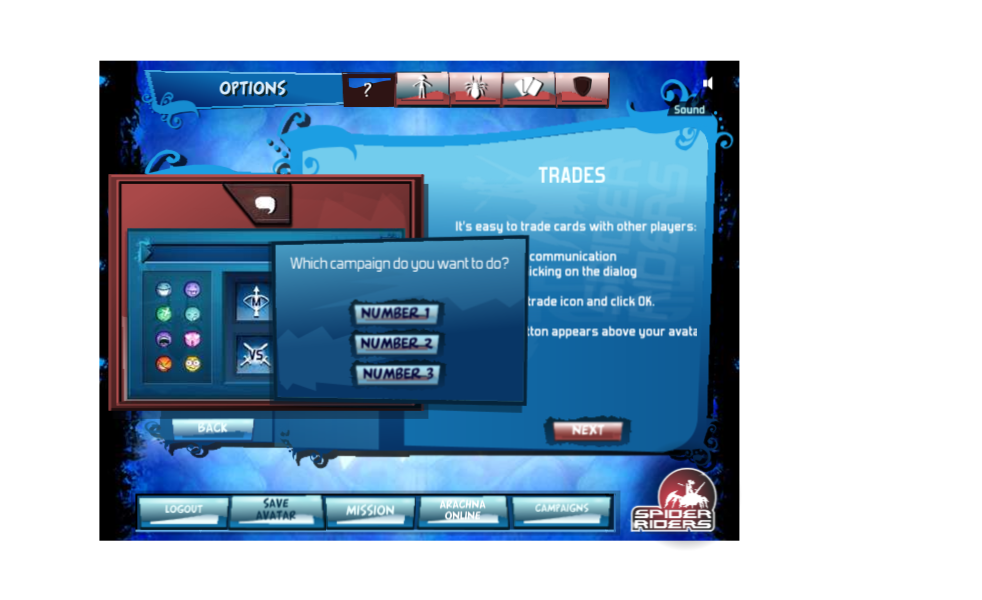 OPTIONS
?
Sound
TRADES
It's easy to trade cards with other players:
communication
icking on the dialog
trade icon and click OK.
tton appears above your avata
Which campaign do you want to do?
NUMBER 1
NUMBER 2
NUMBER 3
M
VS
BACK
NEXT
LOGOUT
SAVE
AVATAR
MISSION
ARACHNA
ONLINE
CAMPAIGNS
SPIDER
RIDERS